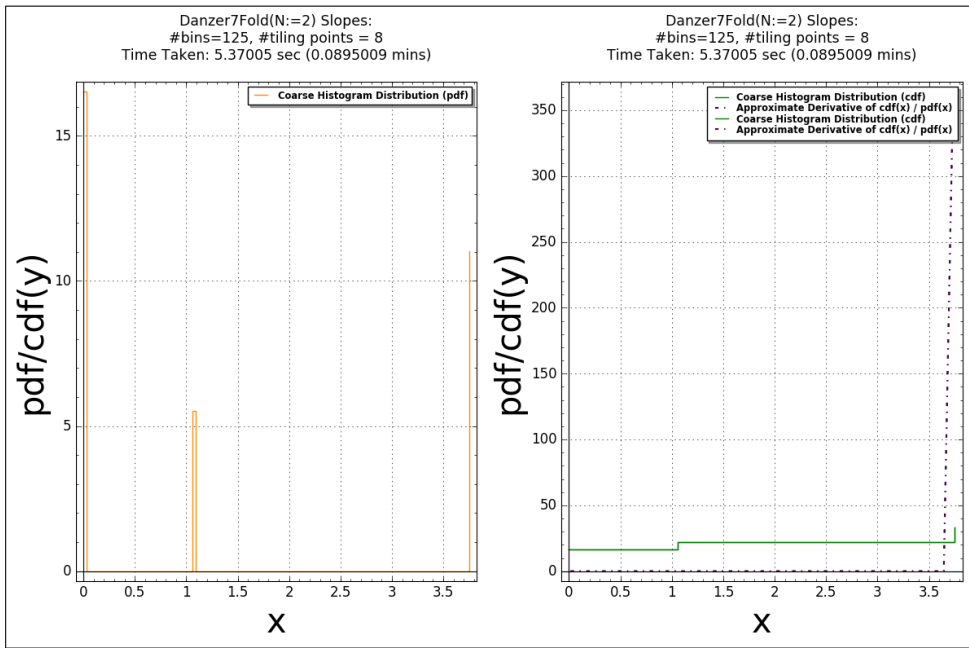 Danzer7Fold(N:=2) Slopes:
#bins=125, #tiling points = 8
Time Taken: 5.37005 sec (0.0895009 mins)
Coarse Histogram Distribution (pdf)
15
10
5
0
pdf/cdf(y)
0 0.5 1 1.5 2 2.5 3 3.5
x
Danzer7Fold(N:=2) Slopes:
#bins=125, #tiling points = 8
Time Taken: 5.37005 sec (0.0895009 mins)
Coarse Histogram Distribution (cdf)
Approximate Derivative of cdf(x) / pdf(x)
Coarse Histogram Distribution (cdf)
Approximate Derivative of cdf(x) / pdf(x)
350
300
250
200
150
100
50
0
pdf/cdf(y)
0 0.5 1 1.5 2 2.5 3 3.5
x